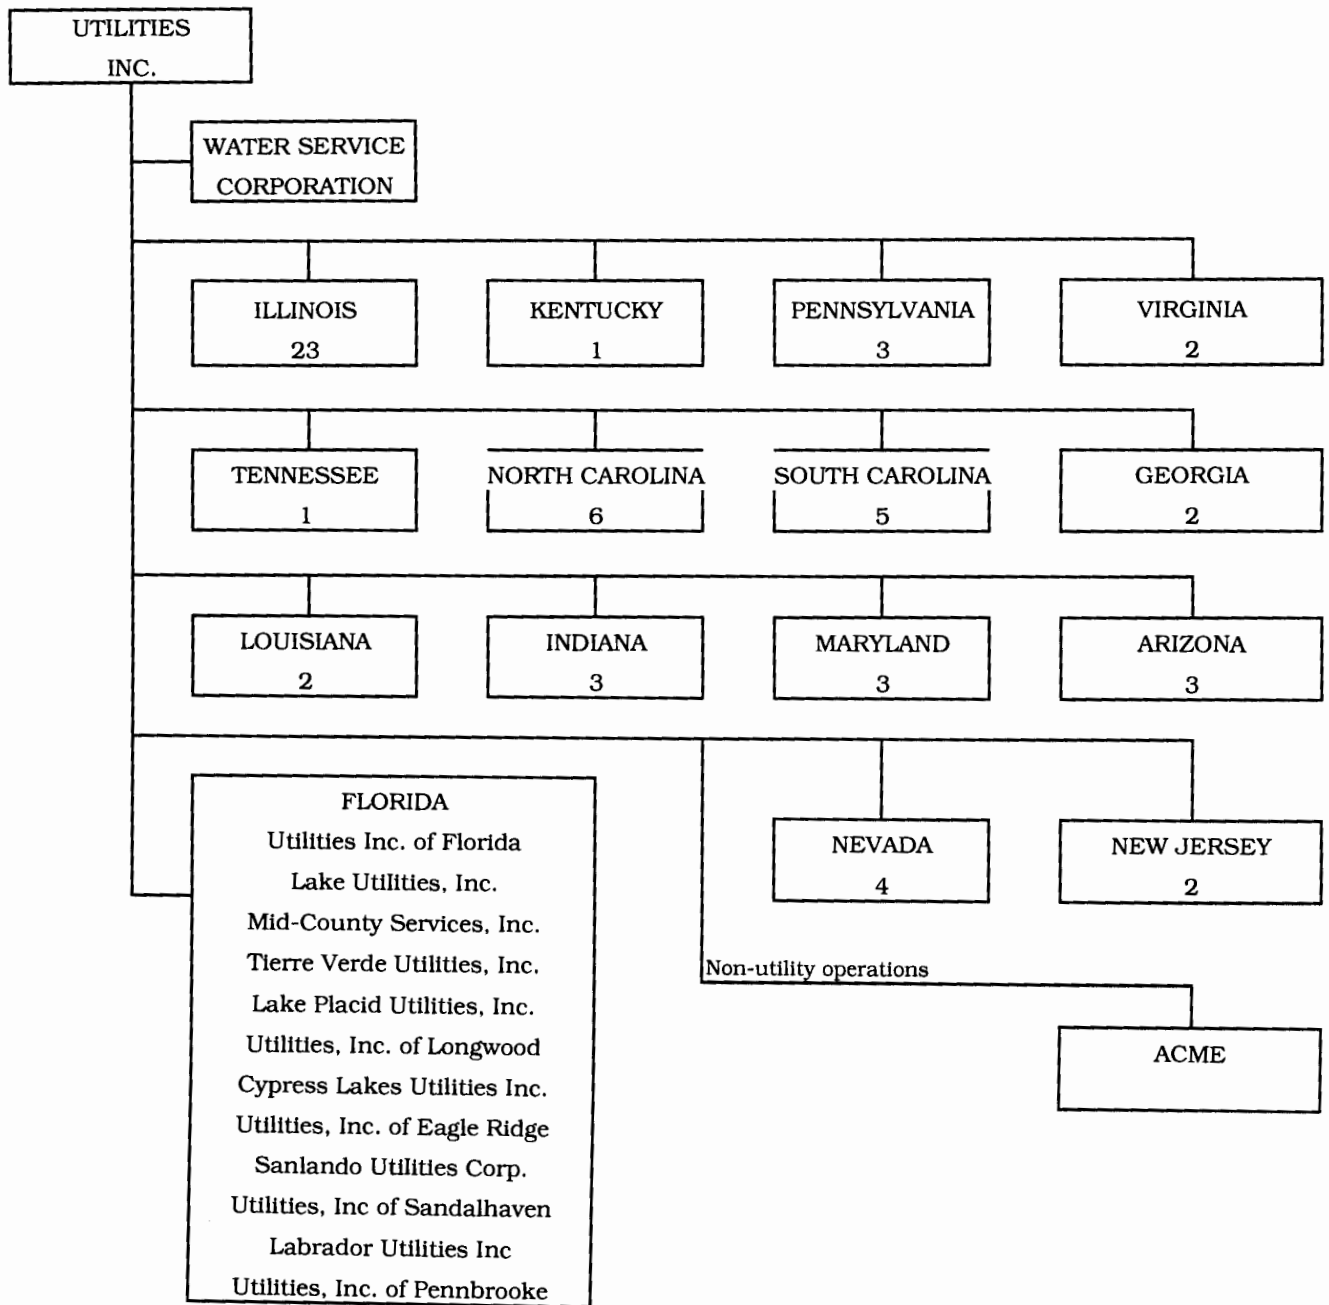 UTILITIES
INC.
WATER SERVICE
CORPORATION
ILLINOIS
23
KENTUCKY
1
PENNSYLVANIA
3
VIRGINIA
2
TENNESSEE
1
NORTH CAROLINA
6
SOUTH CAROLINA
5
GEORGIA
2
LOUISIANA
2
INDIANA
3
MARYLAND
3
ARIZONA
3
FLORIDA
Utilities Inc. of Florida
Lake Utilities, Inc.
Mid-County Services, Inc.
Tierre Verde Utilities, Inc.
Lake Placid Utilities, Inc.
Utilities, Inc. of Longwood
Cypress Lakes Utilities Inc.
Utilities, Inc. of Eagle Ridge
Sanlando Utilities Corp.
Utilities, Inc of Sandalhaven
Labrador Utilities Inc
Utilities, Inc. of Pennbrooke
NEVADA
4
NEW JERSEY
2
Non-utility operations
ACME